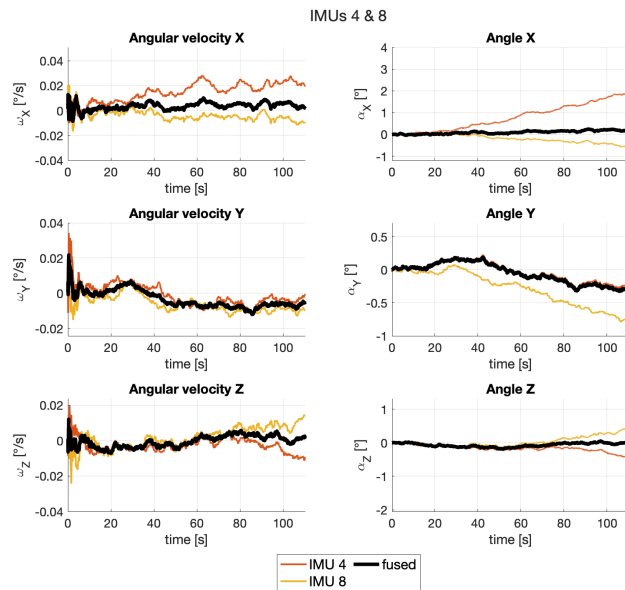 IMUs 4 & 8
Angular velocity X
0.04
0.02
0
-0.02
-0.04
ω_X [°/s]
0 20 40 60 80 100
time [s]
Angle X
4
3
2
1
0
-1
α_X [°]
0 20 40 60 80 100
time [s]
Angular velocity Y
0.04
0.02
0
-0.02
ω_Y [°/s]
0 20 40 60 80 100
time [s]
Angle Y
0.5
0
-0.5
-1
α_Y [°]
0 20 40 60 80 100
time [s]
Angular velocity Z
0.02
0
-0.02
-0.04
ω_Z [°/s]
0 20 40 60 80 100
time [s]
Angle Z
1
0
-1
-2
α_Z [°]
0 20 40 60 80 100
time [s]
IMU 4 fused
IMU 8